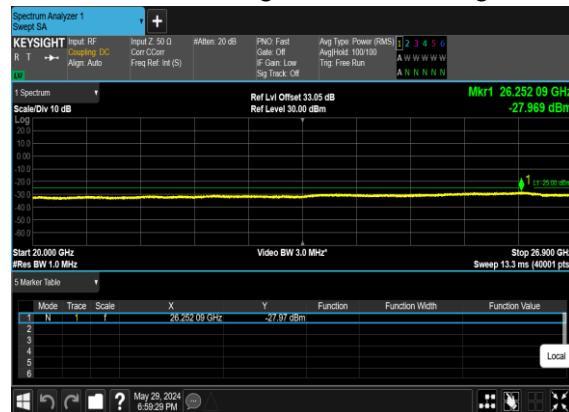 Spectrum Analyzer 1
Swept SA
+
KEYSIGHT Input: RF Input Z: 50 Ω #Atten: 20 dB PNO: Fast Avg Type: Power (RMS) 1 2 3 4 5 6
R T Coupling: DC Corr CCorr Gate: Off Avg|Hold: 100/100 A W W W W W
Align: Auto Freq Ref: Int (S) IF Gain: Low Trig: Free Run
LW Sig Track: Off A N N N N N
1 Spectrum Ref Lvl Offset 33.05 dB Mkr1 26.252 09 GHz
Scale/Div 10 dB Ref Level 30.00 dBm -27.969 dBm
Log
20.0
10.0
0.00
-10.0
-20.0 1 L1 -25.00 dBm
-30.0
-40.0
-50.0
-60.0
Start 20.000 GHz Video BW 3.0 MHz* Stop 26.900 GHz
#Res BW 1.0 MHz Sweep 13.3 ms (40001 pts
5 Marker Table
Mode Trace Scale X Y Function Function Width Function Value
1 N 1 f 26.252 09 GHz -27.97 dBm
2
3
4
5
6
Local
? May 29, 2024
6:59:29 PM